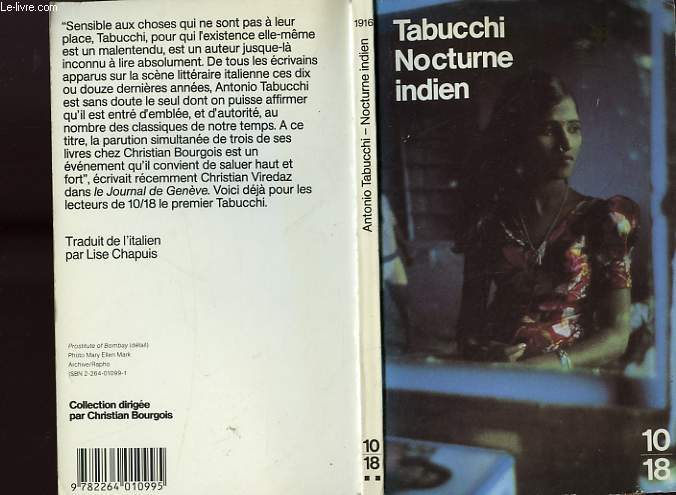 Le-livre.com
"Sensible aux choses qui ne sont pas à leur
place, Tabucchi, pour qui l'existence elle-même
est un malentendu, est un auteur jusque-là
inconnu à lire absolument. De tous les écrivains
apparus sur la scène littéraire italienne ces dix
ou douze dernières années, Antonio Tabucchi
est sans doute le seul dont on puisse affirmer
qu'il est entré d'emblée, et d'autorité, au
nombre des classiques de notre temps. A ce
titre, la parution simultanée de trois de ses
livres chez Christian Bourgois est un
événement qu'il convient de saluer haut et
fort", écrivait récemment Christian Viredaz
dans le Journal de Genève. Voici déjà pour les
lecteurs de 10/18 le premier Tabucchi.
Traduit de l'italien
par Lise Chapuis
Prostitute of Bombay (détail)
Photo Mary Ellen Mark
Archive/Rapho
ISBN 2-264-01099-1
Collection dirigée
par Christian Bourgois
9 782264 010995
1916
Antonio Tabucchi – Nocturne indien
10
18
Tabucchi
Nocturne
indien
10
18